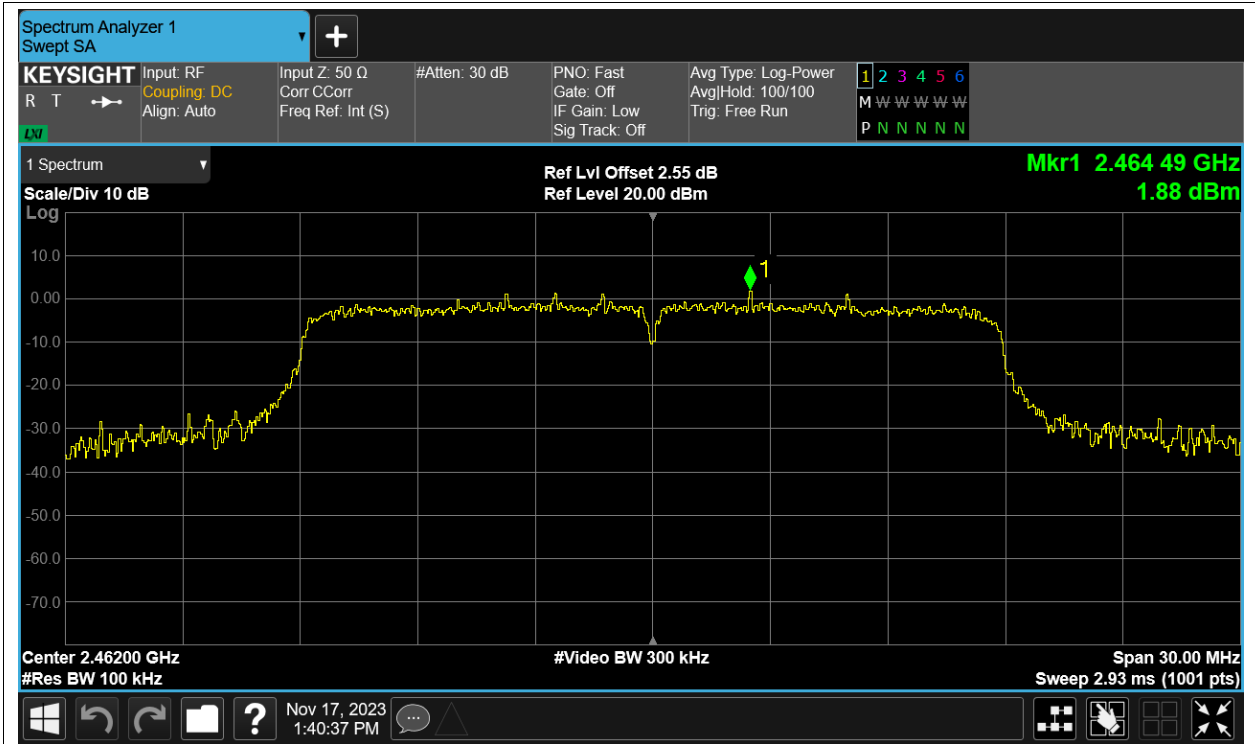 Spectrum Analyzer 1
Swept SA
+
KEYSIGHT
R T
LXI
Input: RF
Coupling: DC
Align: Auto
Input Z: 50 Ω
Corr CCorr
Freq Ref: Int (S)
#Atten: 30 dB
PNO: Fast
Gate: Off
IF Gain: Low
Sig Track: Off
Avg Type: Log-Power
Avg|Hold: 100/100
Trig: Free Run
1 2 3 4 5 6
M W W W W W
P N N N N N
1 Spectrum
Scale/Div 10 dB
Log
Ref Lvl Offset 2.55 dB
Ref Level 20.00 dBm
Mkr1 2.464 49 GHz
1.88 dBm
1
10.0
0.00
-10.0
-20.0
-30.0
-40.0
-50.0
-60.0
-70.0
Center 2.46200 GHz
#Res BW 100 kHz
#Video BW 300 kHz
Span 30.00 MHz
Sweep 2.93 ms (1001 pts)
?
Nov 17, 2023
1:40:37 PM